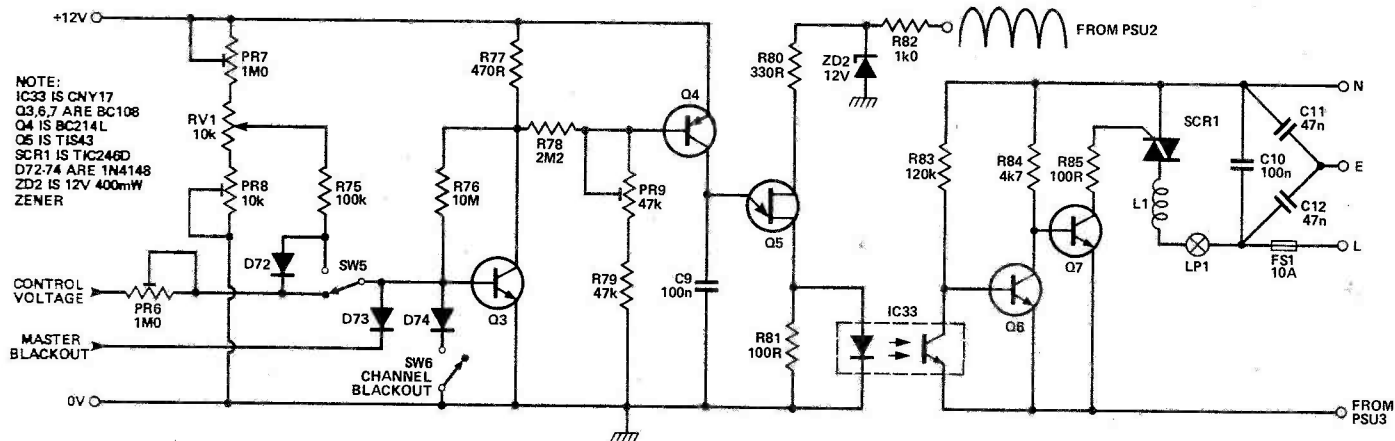 +12V
PR7
1M0
NOTE:
IC33 IS CNY17
Q3,6,7 ARE BC108
Q4 IS BC214L
Q5 IS TIS43
SCR1 IS TIC246D
D72-74 ARE 1N4148
ZD2 IS 12V 400mW
ZENER
RV1
10k
PR8
10k
R75
100k
D72
SW5
CONTROL
VOLTAGE
PR6
1M0
MASTER
BLACKOUT
D73
D74
SW6
CHANNEL
BLACKOUT
0V
R77
470R
R76
10M
Q3
R78
2M2
PR9
47k
R79
47k
Q4
C9
100n
Q5
R80
330R
ZD2
12V
R82
1k0
FROM PSU2
R81
100R
IC33
R83
120k
R84
4k7
R85
100R
Q6
Q7
SCR1
L1
LP1
C10
100n
C11
47n
C12
47n
FS1
10A
N
E
L
FROM
PSU3